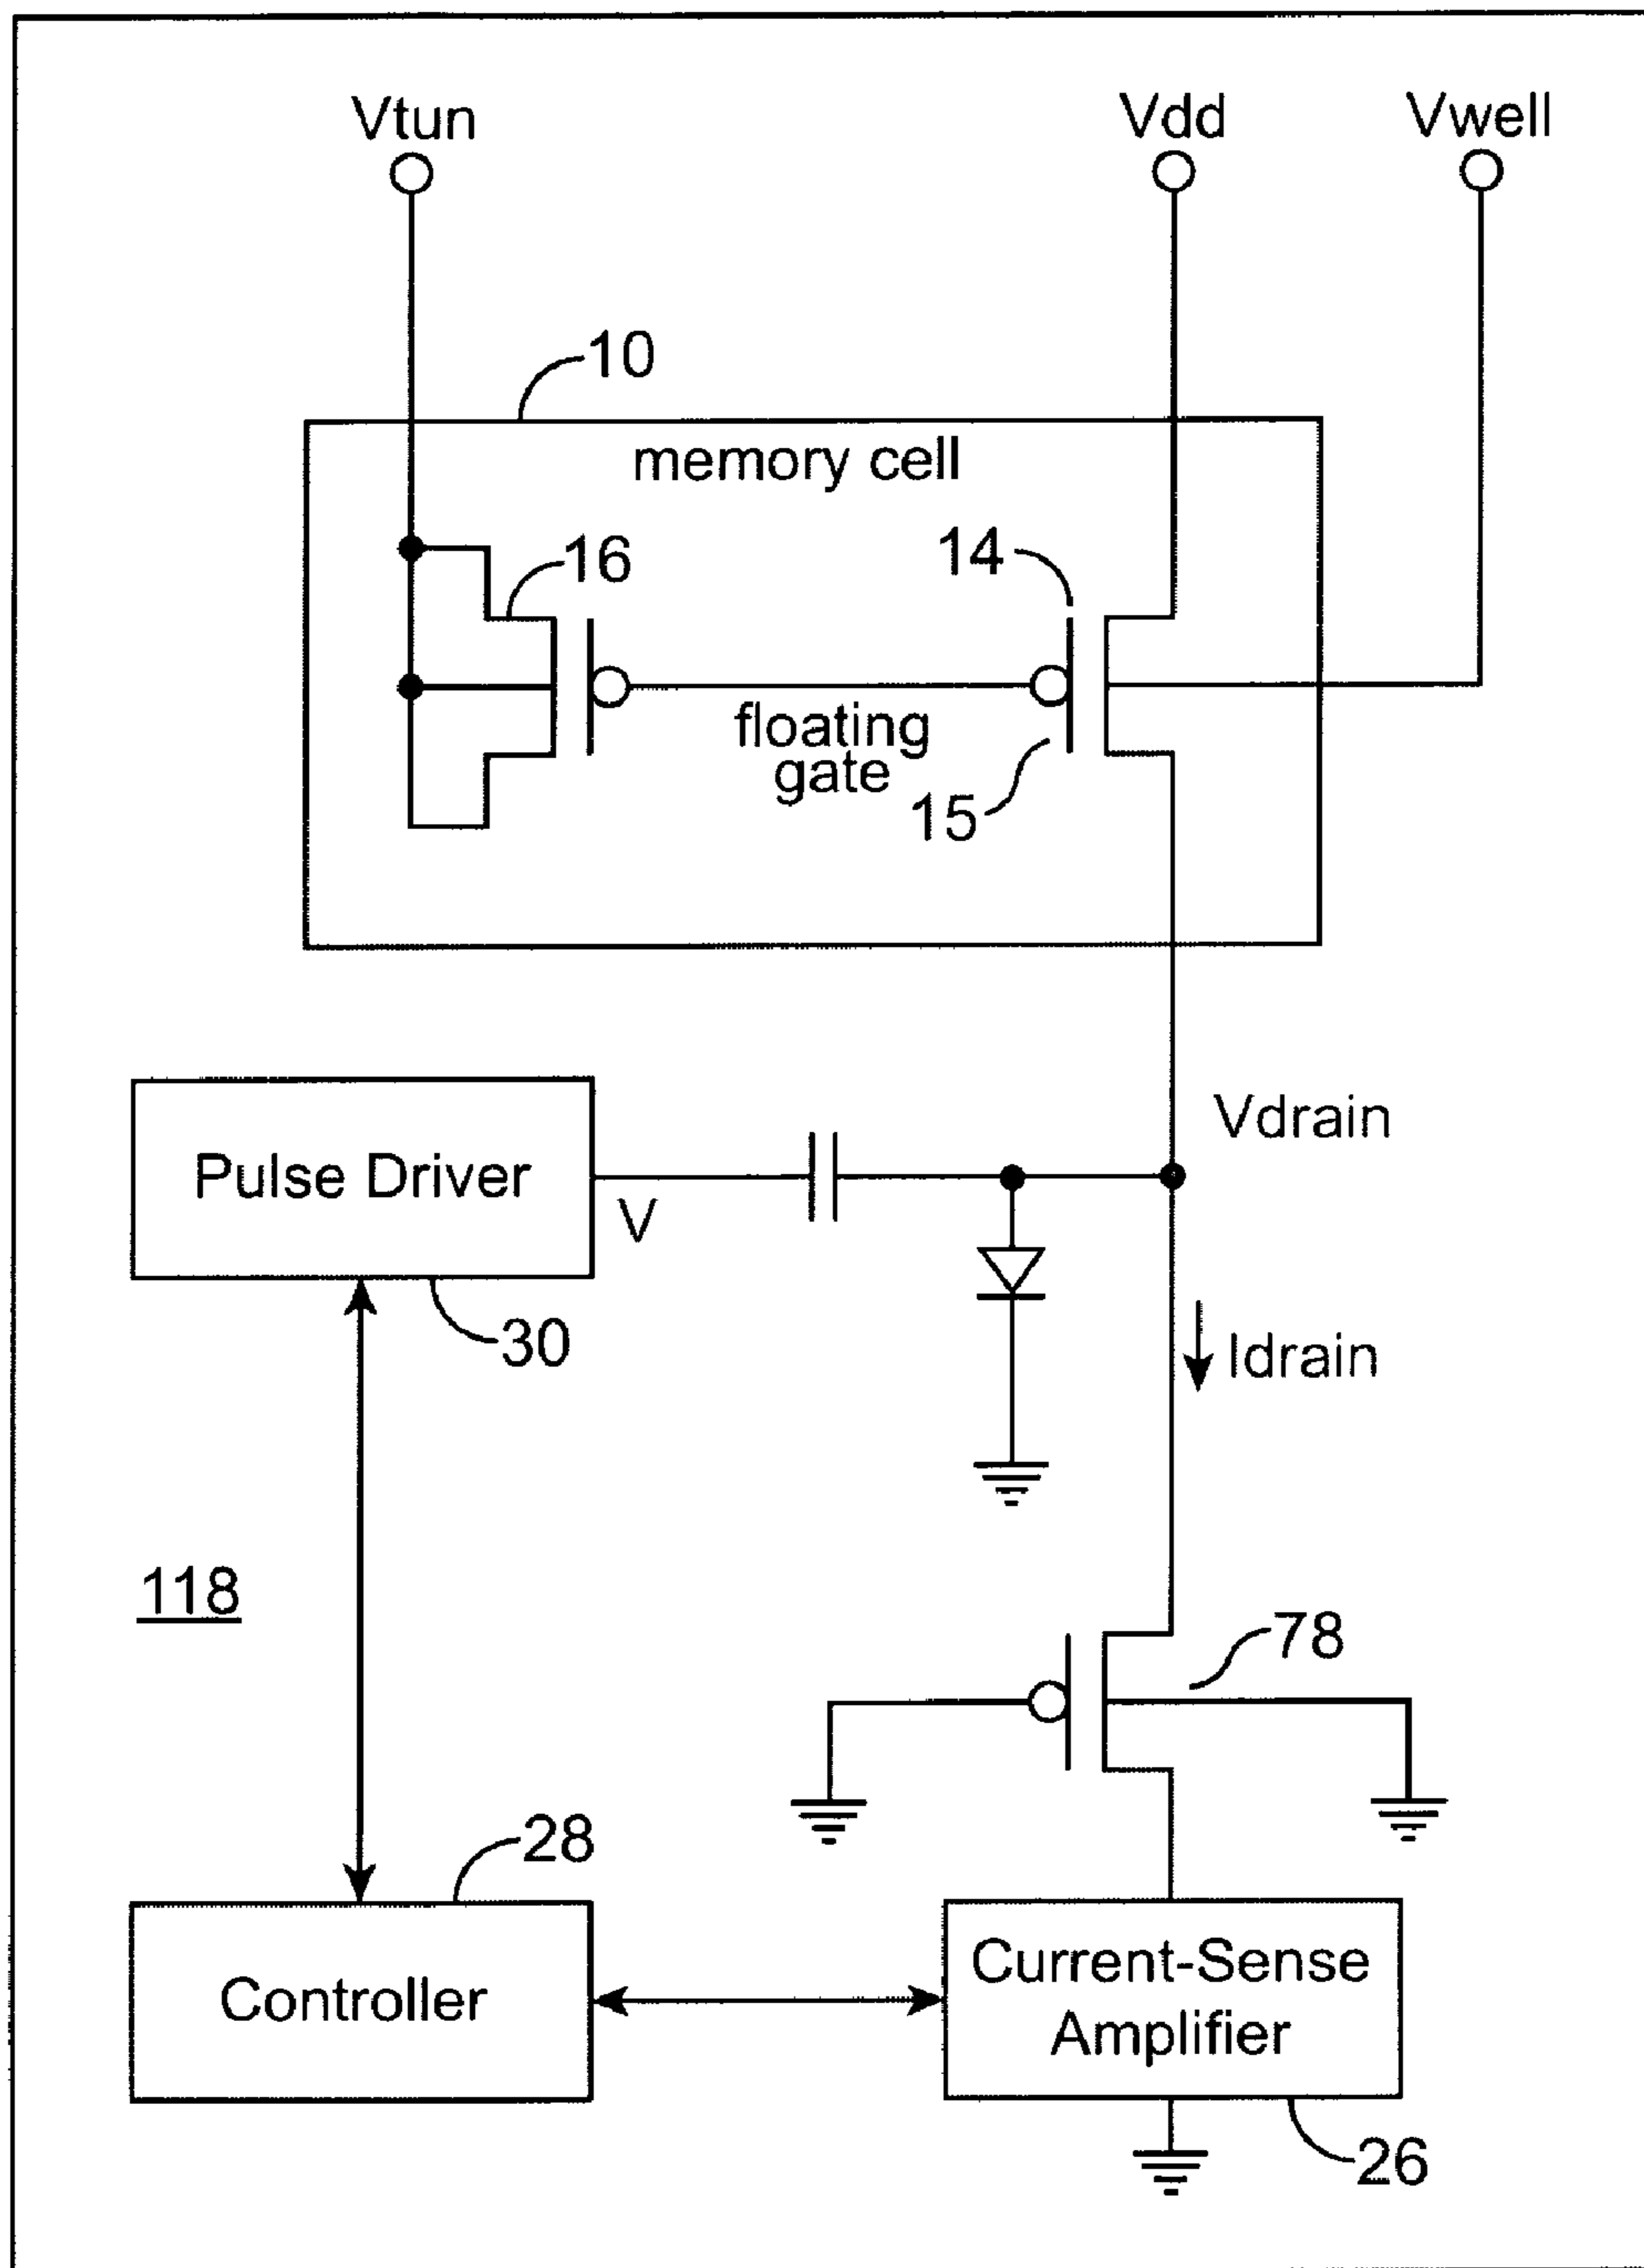 Vtun
Vdd
Vwell
10
memory cell
16
14
floating
gate
15
Vdrain
Pulse Driver
V
30
Idrain
118
78
28
Controller
Current-Sense
Amplifier
26